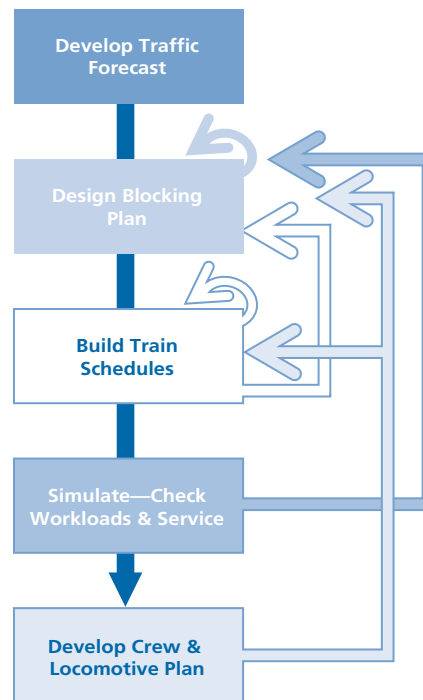 Develop Traffic
Forecast
Design Blocking
Plan
Build Train
Schedules
Simulate—Check
Workloads & Service
Develop Crew &
Locomotive Plan